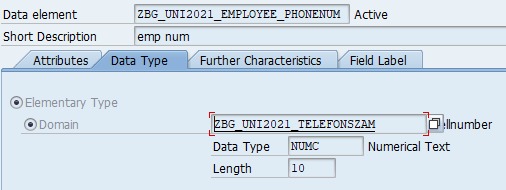 Data element ZBG_UNI2021_EMPLOYEE_PHONENUM Active
Short Description emp num
Attributes Data Type Further Characteristics Field Label
Elementary Type
Domain ZBG_UNI2021_TELEFONSZAM llnumber
Data Type NUMC Numerical Text
Length 10